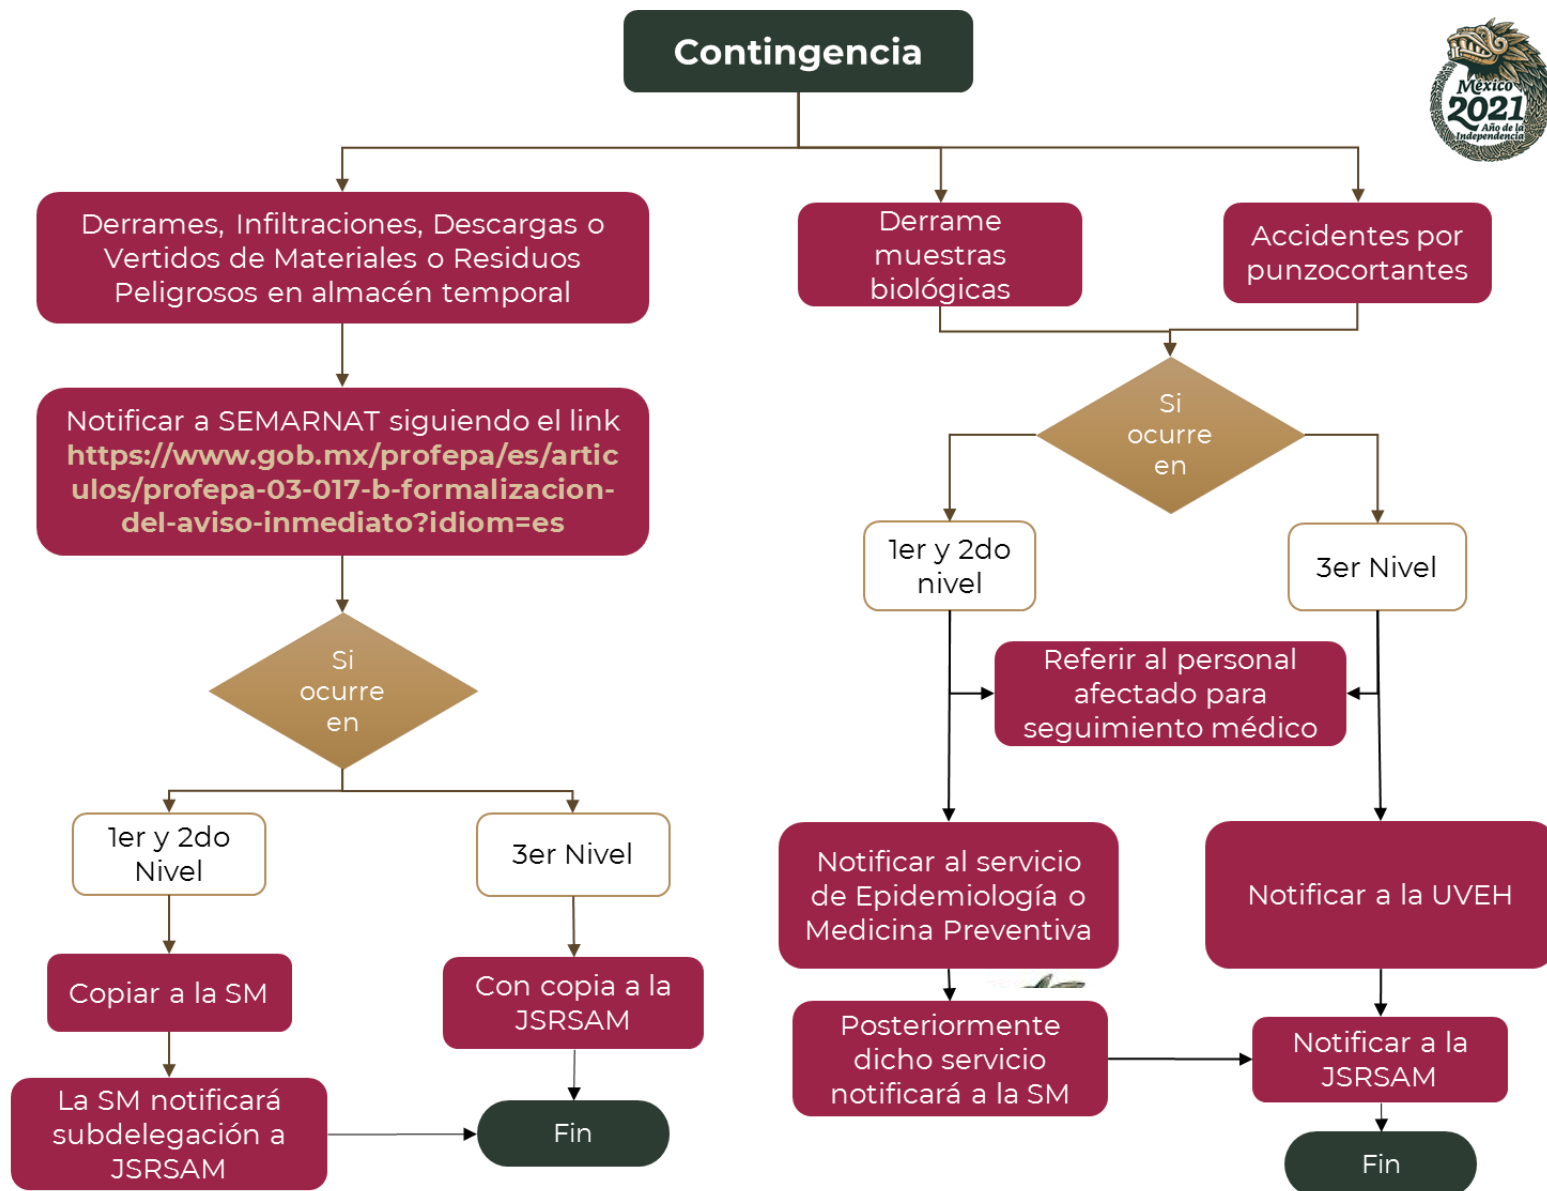 Contingencia
México
2021
Año de la
Independencia
Derrames, Infiltraciones, Descargas o
Vertidos de Materiales o Residuos
Peligrosos en almacén temporal
Derrame
muestras
biológicas
Accidentes por
punzocortantes
Notificar a SEMARNAT siguiendo el link
https://www.gob.mx/profepa/es/artic
ulos/profepa-03-017-b-formalizacion-
del-aviso-inmediato?idiom=es
Si
ocurre
en
1er y 2do
nivel
3er Nivel
Referir al personal
afectado para
seguimiento médico
Si
ocurre
en
1er y 2do
Nivel
3er Nivel
Notificar al servicio
de Epidemiología o
Medicina Preventiva
Notificar a la UVEH
Copiar a la SM
Con copia a la
JSRSAM
Posteriormente
dicho servicio
notificará a la SM
Notificar a la
JSRSAM
La SM notificará
subdelegación a
JSRSAM
Fin
Fin